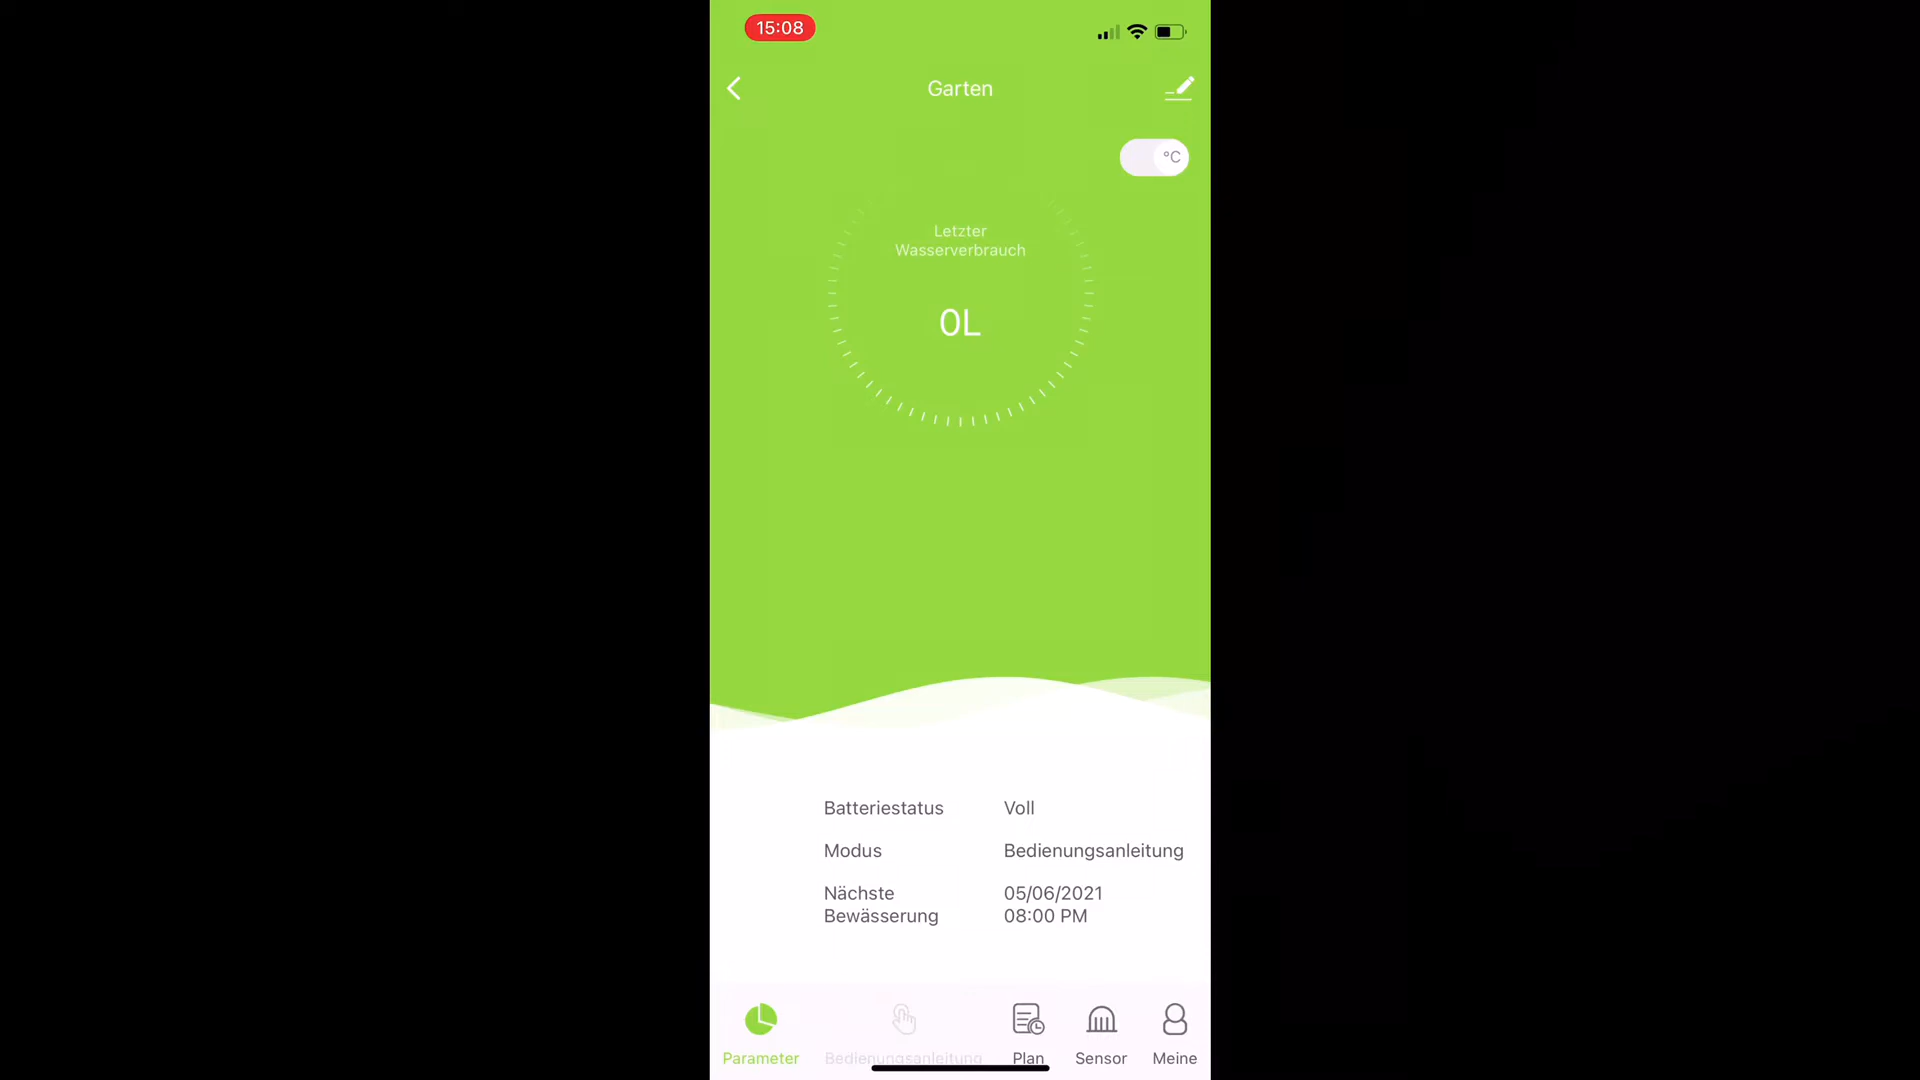 15:08
Garten
°C
Letzter
Wasserverbrauch
0L
Batteriestatus Voll
Modus Bedienungsanleitung
Nächste 05/06/2021
Bewässerung 08:00 PM
Parameter Bedienungsanleitung Plan Sensor Meine